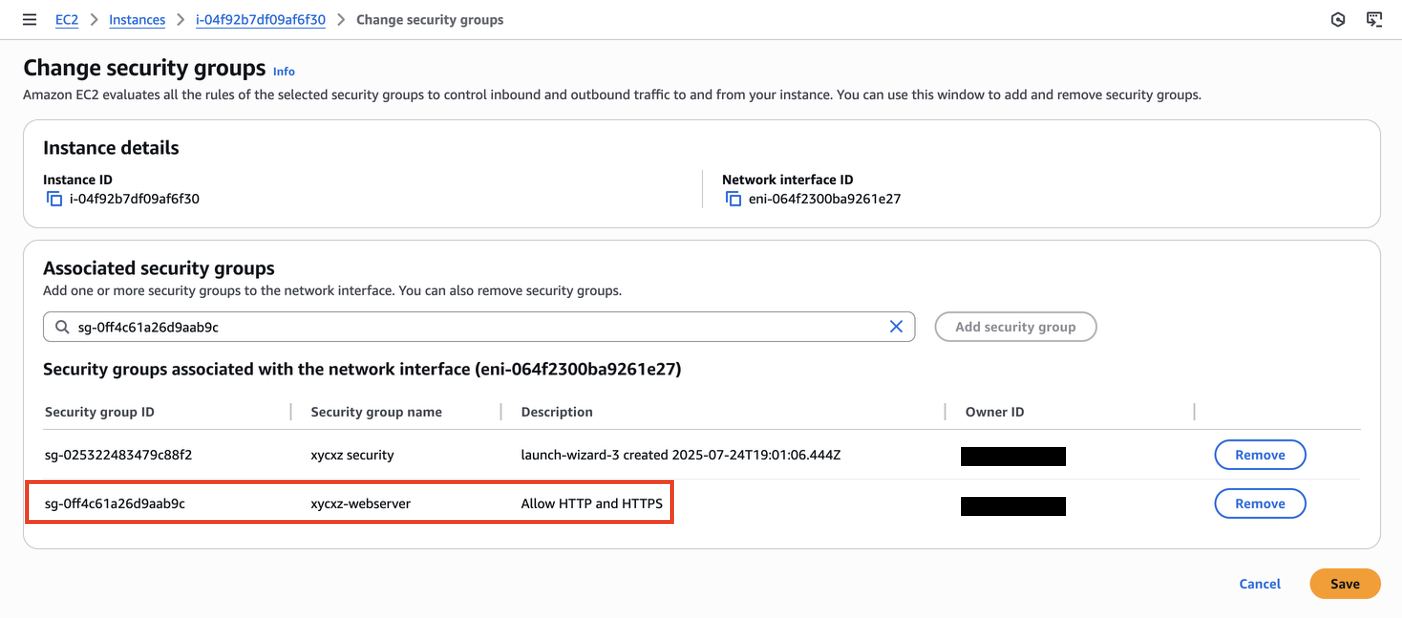 EC2 > Instances > i-04f92b7df09af6f30 > Change security groups
Change security groups Info
Amazon EC2 evaluates all the rules of the selected security groups to control inbound and outbound traffic to and from your instance. You can use this window to add and remove security groups.
Instance details
Instance ID
i-04f92b7df09af6f30
Network interface ID
eni-064f2300ba9261e27
Associated security groups
Add one or more security groups to the network interface. You can also remove security groups.
sg-0ff4c61a26d9aab9c
Add security group
Security groups associated with the network interface (eni-064f2300ba9261e27)
Security group ID Security group name Description Owner ID
sg-025322483479c88f2 xycxz security launch-wizard-3 created 2025-07-24T19:01:06.444Z Remove
sg-0ff4c61a26d9aab9c xycxz-webserver Allow HTTP and HTTPS Remove
Cancel Save